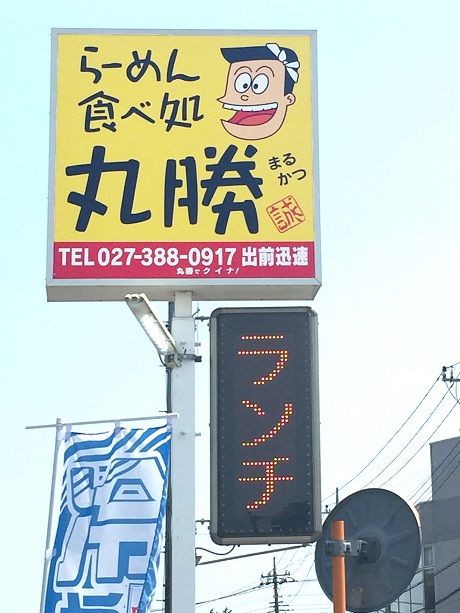 らーめん
食べ処
丸勝
まる
かつ
誠
TEL 027-388-0917 出前迅速
丸勝でクイナ!
ランチ